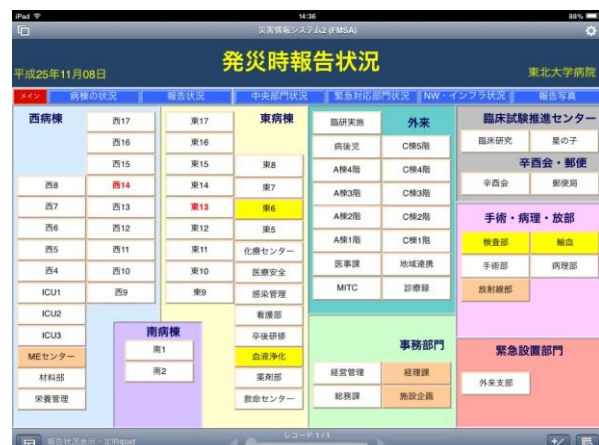 iPad
14:36
88%
災害情報システム2 (FMSA)
発災時報告状況
平成25年11月08日
東北大学病院
メイン 病棟の状況 報告状況 中央部門状況 緊急対応部門状況 NW・インフラ状況 報告写真
西病棟
西17
西16
西15
西8 西14
西7 西13
西6 西12
西5 西11
西4 西10
ICU1 西9
ICU2
ICU3
MEセンター
材料部
栄養管理
東病棟
東17
東16
東15 東8
東14 東7
東13 東6
東12 東5
東11 化療センター
東10 医療安全
東9 感染管理
看護部
卒後研修
血液浄化
薬剤部
救命センター
南病棟
南1
南2
外来
臨研実施
病後児 C棟5階
A棟4階 C棟4階
A棟3階 C棟3階
A棟2階 C棟2階
A棟1階 C棟1階
医事課 地域連携
MITC 診療録
事務部門
経営管理 経理課
総務課 施設企画
臨床試験推進センター
臨床研究 星の子
辛酉会・郵便
辛酉会 郵便局
手術・病理・放部
検査部 輸血
手術部 病理部
放射線部
緊急設置部門
外来支部
報告状況表示・定時ipad
レコード 1/1